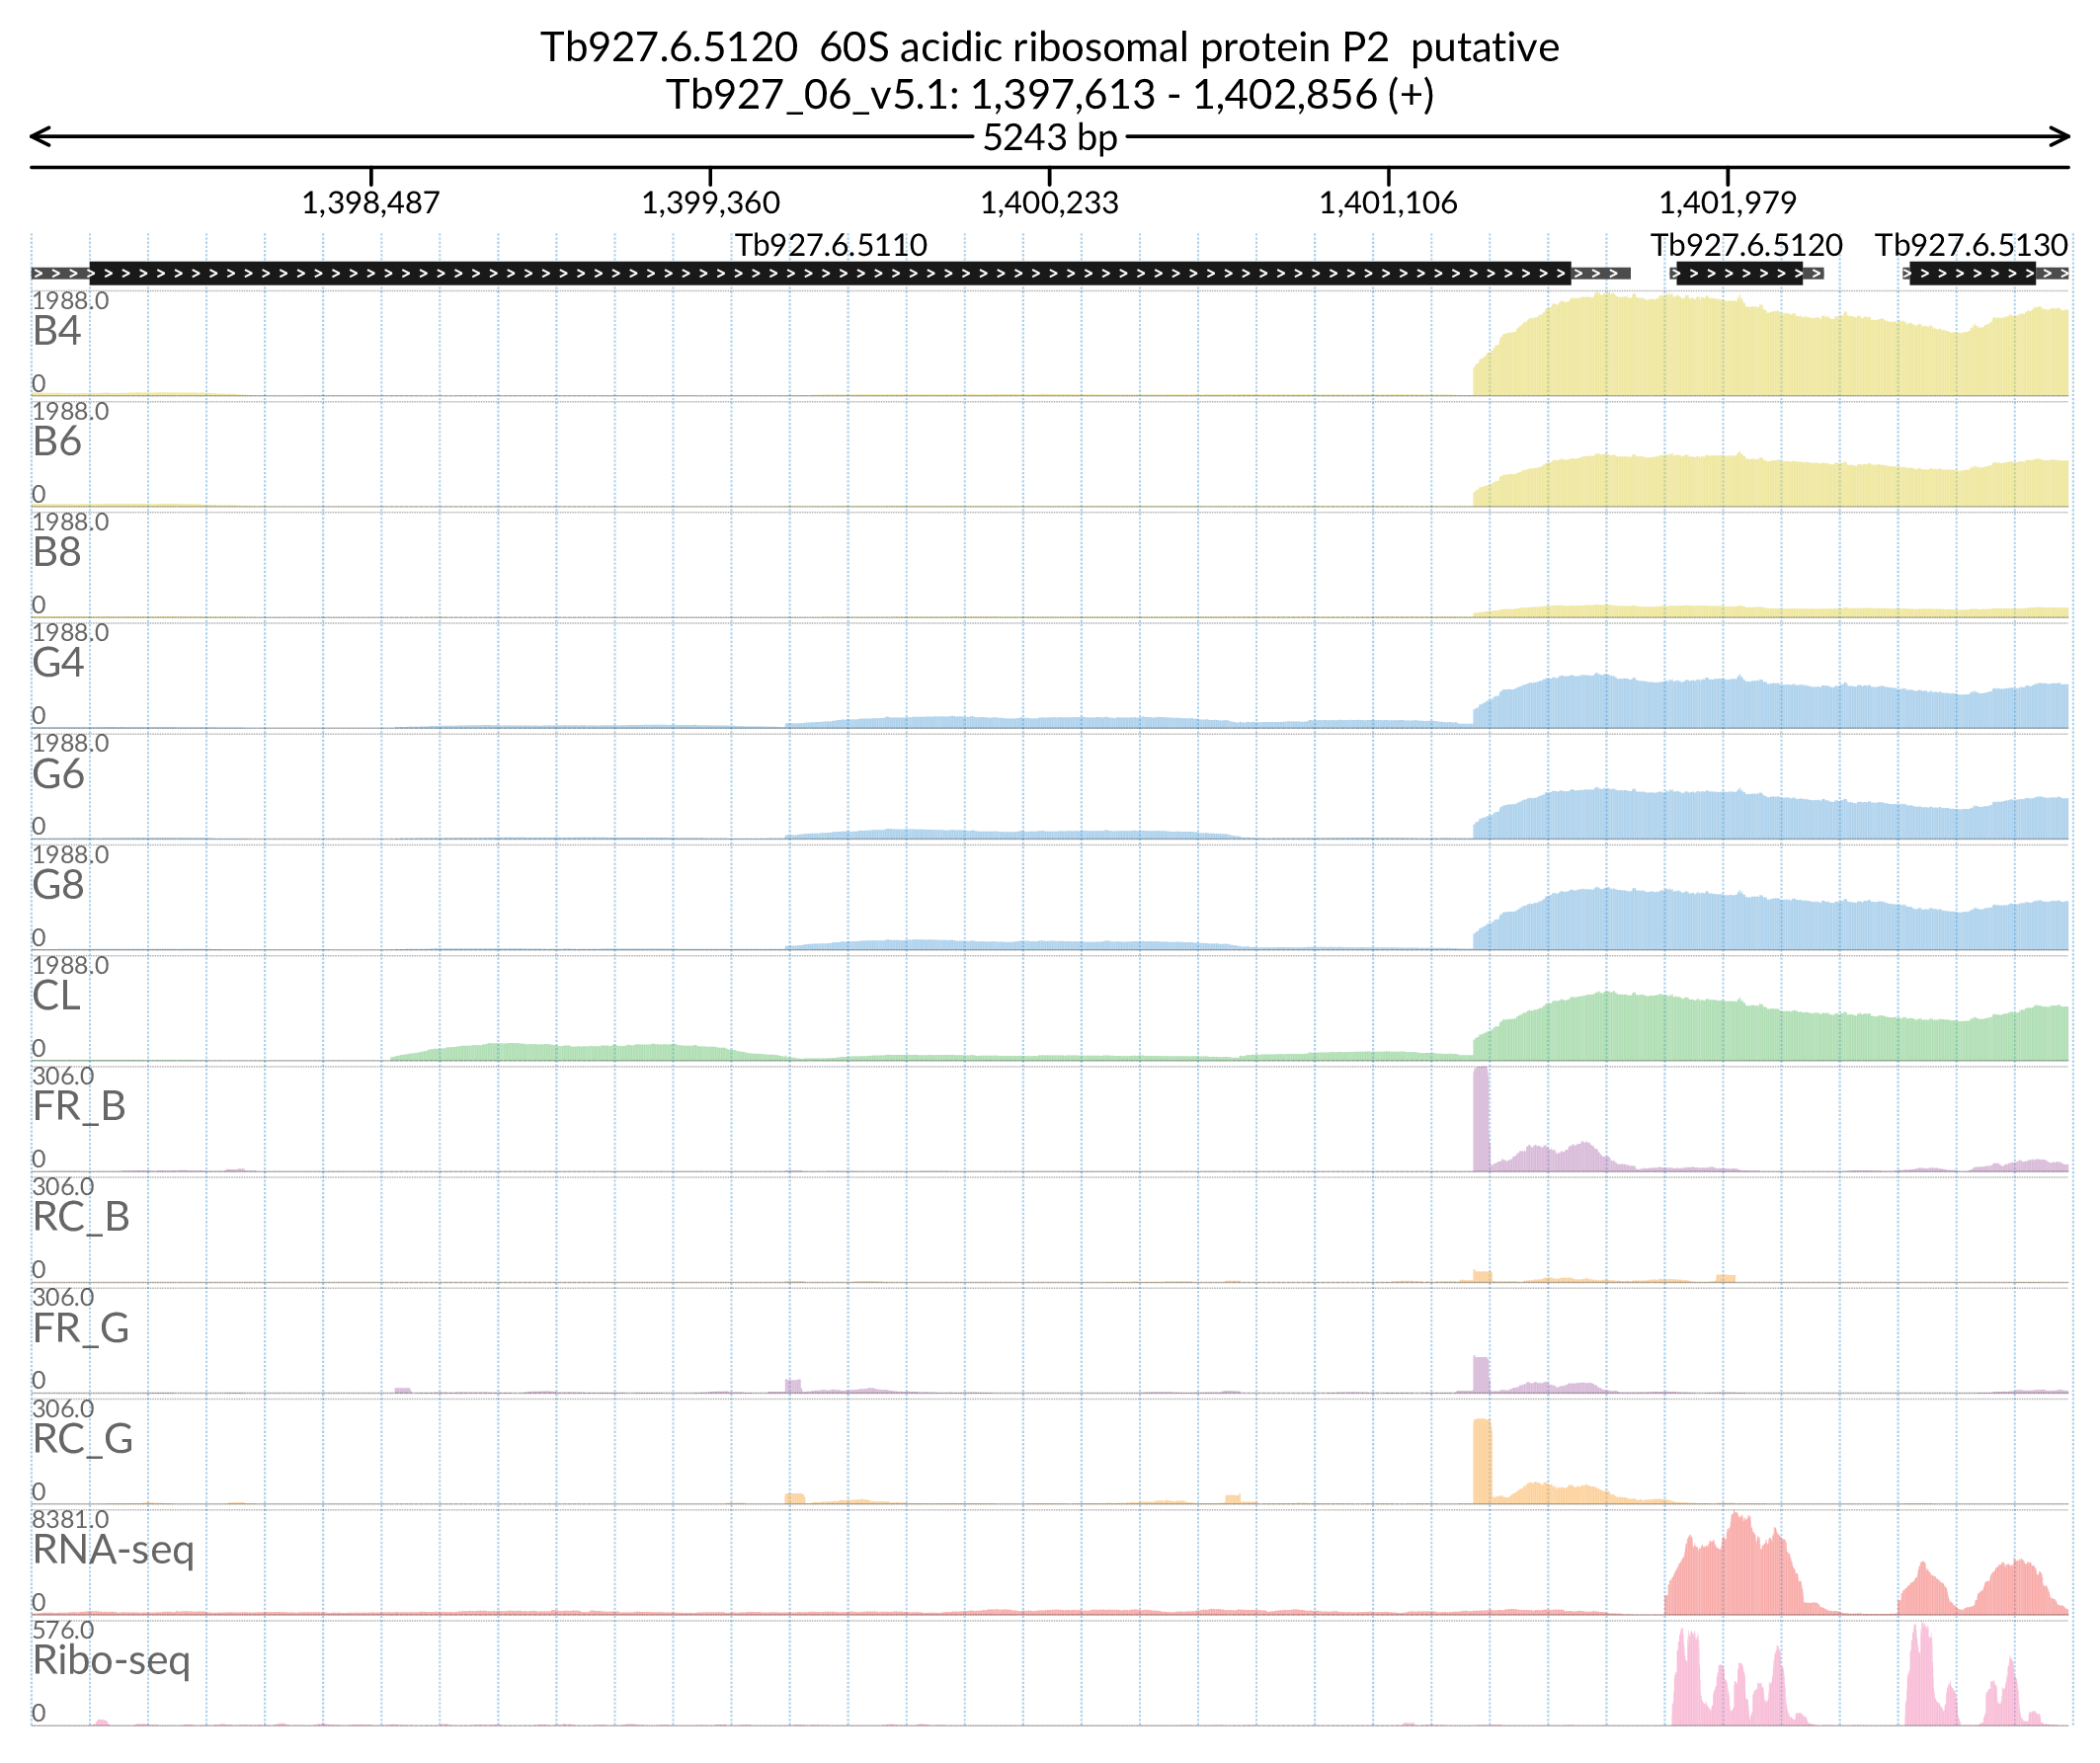 Tb927.6.5120  60S acidic ribosomal protein P2  putative
Tb927_06_v5.1: 1,397,613 - 1,402,856 (+)
5243 bp
1,398,487 1,399,360 1,400,233 1,401,106 1,401,979
Tb927.6.5110 Tb927.6.5120 Tb927.6.5130
1988.0
B4
0
1988.0
B6
0
1988.0
B8
0
1988.0
G4
0
1988.0
G6
0
1988.0
G8
0
1988.0
CL
0
306.0
FR_B
0
306.0
RC_B
0
306.0
FR_G
0
306.0
RC_G
0
8381.0
RNA-seq
0
576.0
Ribo-seq
0